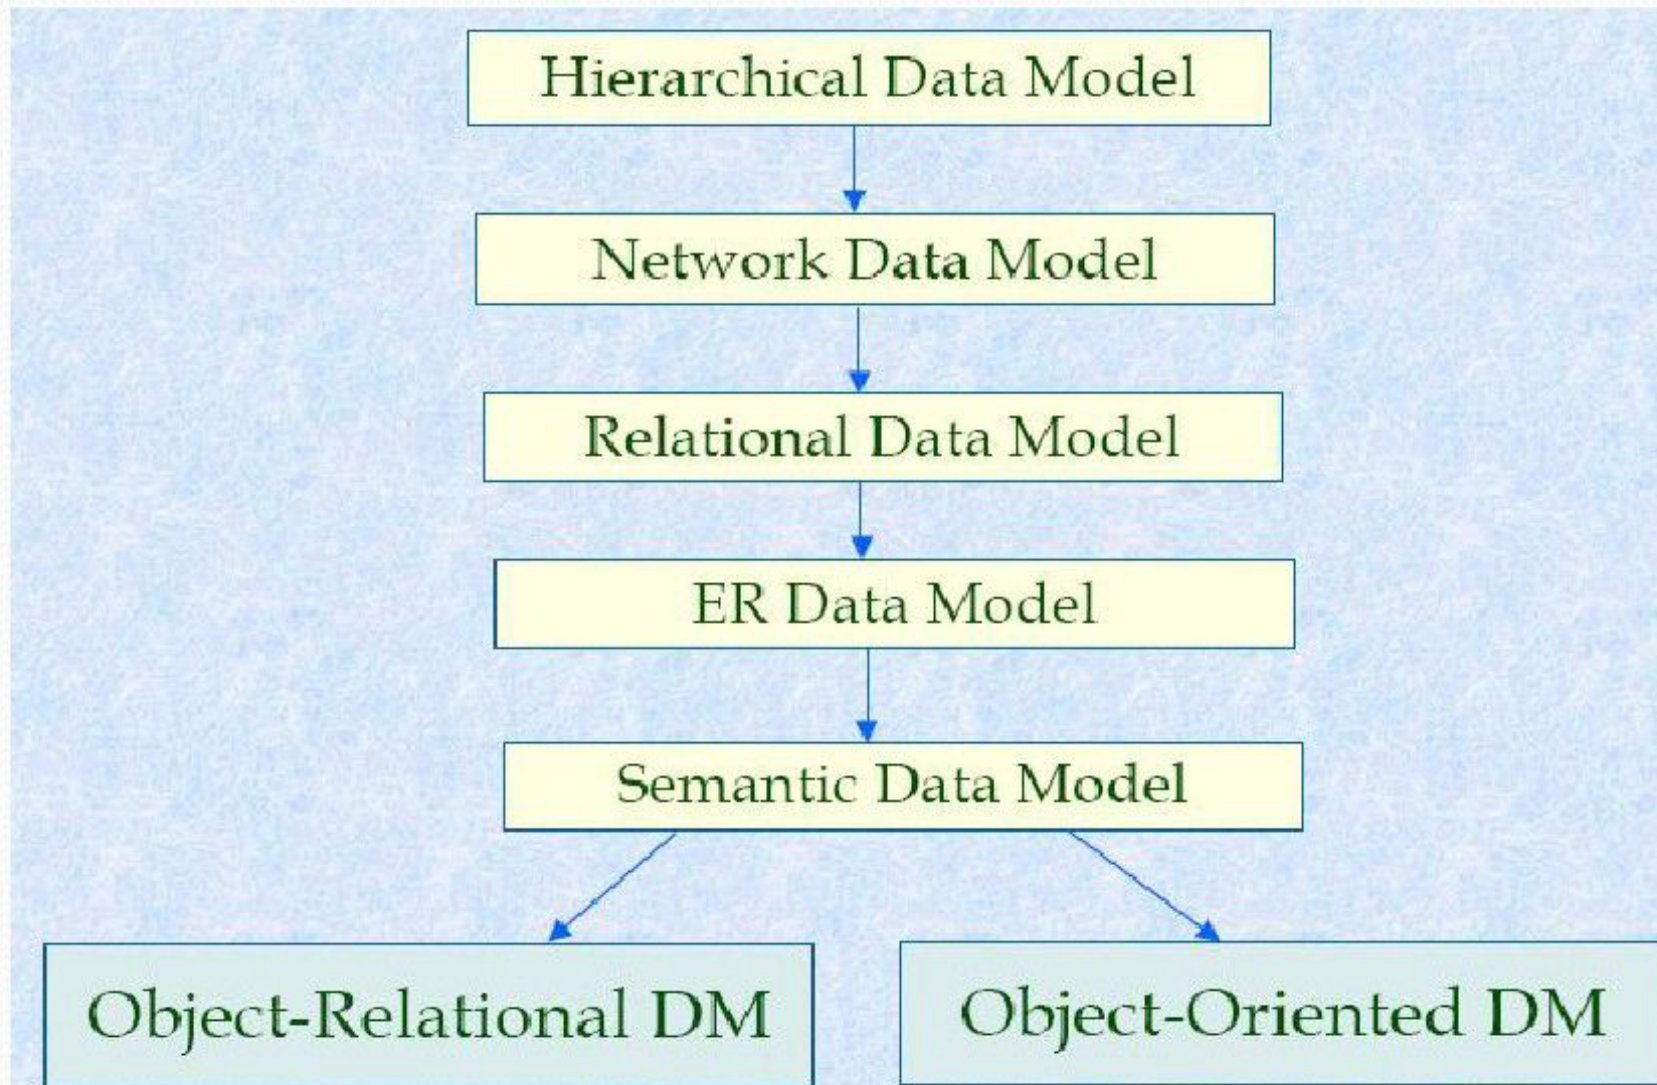 Hierarchical Data Model
Network Data Model
Relational Data Model
ER Data Model
Semantic Data Model
Object-Relational DM
Object-Oriented DM